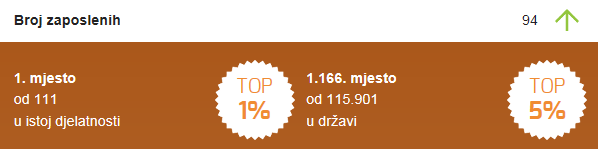 Broj zaposlenih 94
1. mjesto
od 111
u istoj djelatnosti
TOP
1%
1.166. mjesto
od 115.901
u državi
TOP
5%